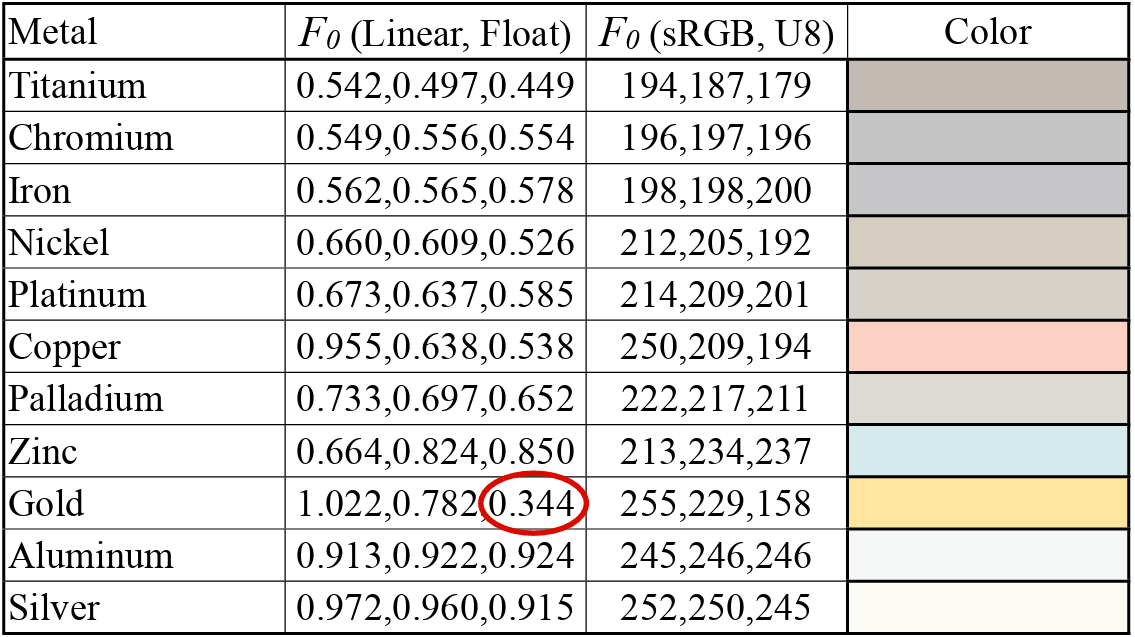 Metal F₀ (Linear, Float) F₀ (sRGB, U8) Color
Titanium 0.542,0.497,0.449 194,187,179
Chromium 0.549,0.556,0.554 196,197,196
Iron 0.562,0.565,0.578 198,198,200
Nickel 0.660,0.609,0.526 212,205,192
Platinum 0.673,0.637,0.585 214,209,201
Copper 0.955,0.638,0.538 250,209,194
Palladium 0.733,0.697,0.652 222,217,211
Zinc 0.664,0.824,0.850 213,234,237
Gold 1.022,0.782,0.344 255,229,158
Aluminum 0.913,0.922,0.924 245,246,246
Silver 0.972,0.960,0.915 252,250,245